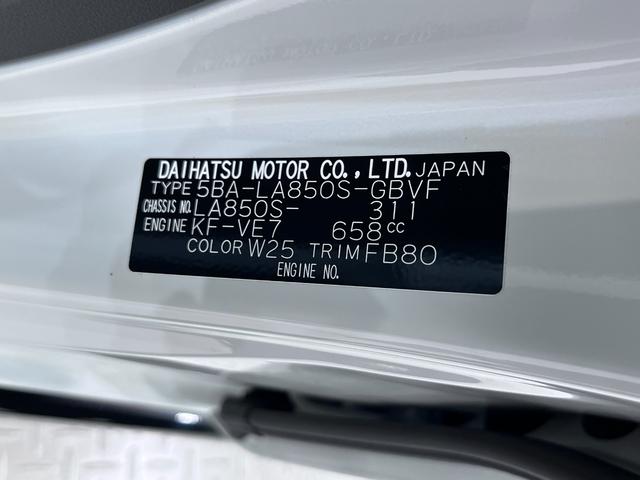 DAIHATSU MOTOR CO.,LTD. JAPAN
TYPE 5BA-LA850S-GBVF
CHASSIS NO. LA850S- 311
ENGINE KF-VE7 658cc
COLOR W25 TRIM FB80
ENGINE NO.